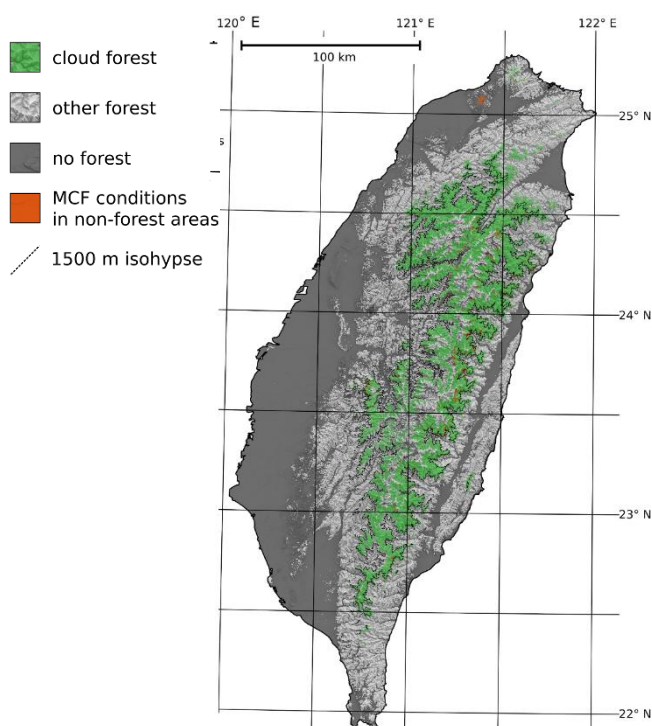 120° E
121° E
122° E
100 km
cloud forest
other forest
no forest
MCF conditions
in non-forest areas
1500 m isohypse
s
25° N
24° N
23° N
22° N